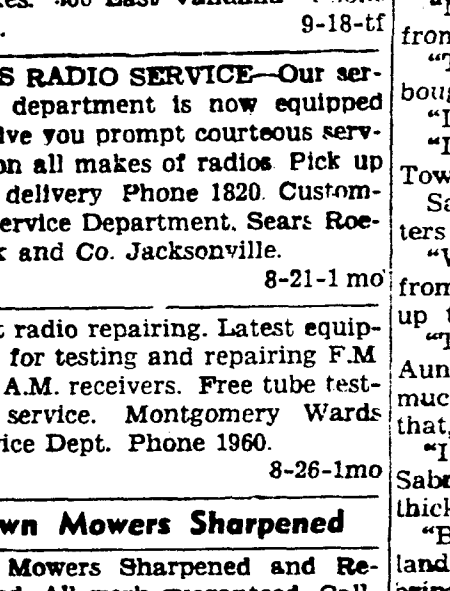 East Vandalia
9-18-tf
S RADIO SERVICE—Our ser-
department is now equipped
ive you prompt courteous serv-
on all makes of radios Pick up
delivery Phone 1820. Custom-
ervice Department. Sears Roe-
k and Co. Jacksonville.
8-21-1 mo
t radio repairing. Latest equip-
for testing and repairing F.M
A.M. receivers. Free tube test-
service. Montgomery Wards
ice Dept. Phone 1960.
8-26-1mo
wn Mowers Sharpened
Mowers Sharpened and Re-
All work guaranteed. Call
from
"T
boug
"I
"I
Tow
Sa
ters
"V
from
up t
"T
Aun
muc
that,
"I
Sabr
thick
"B
land